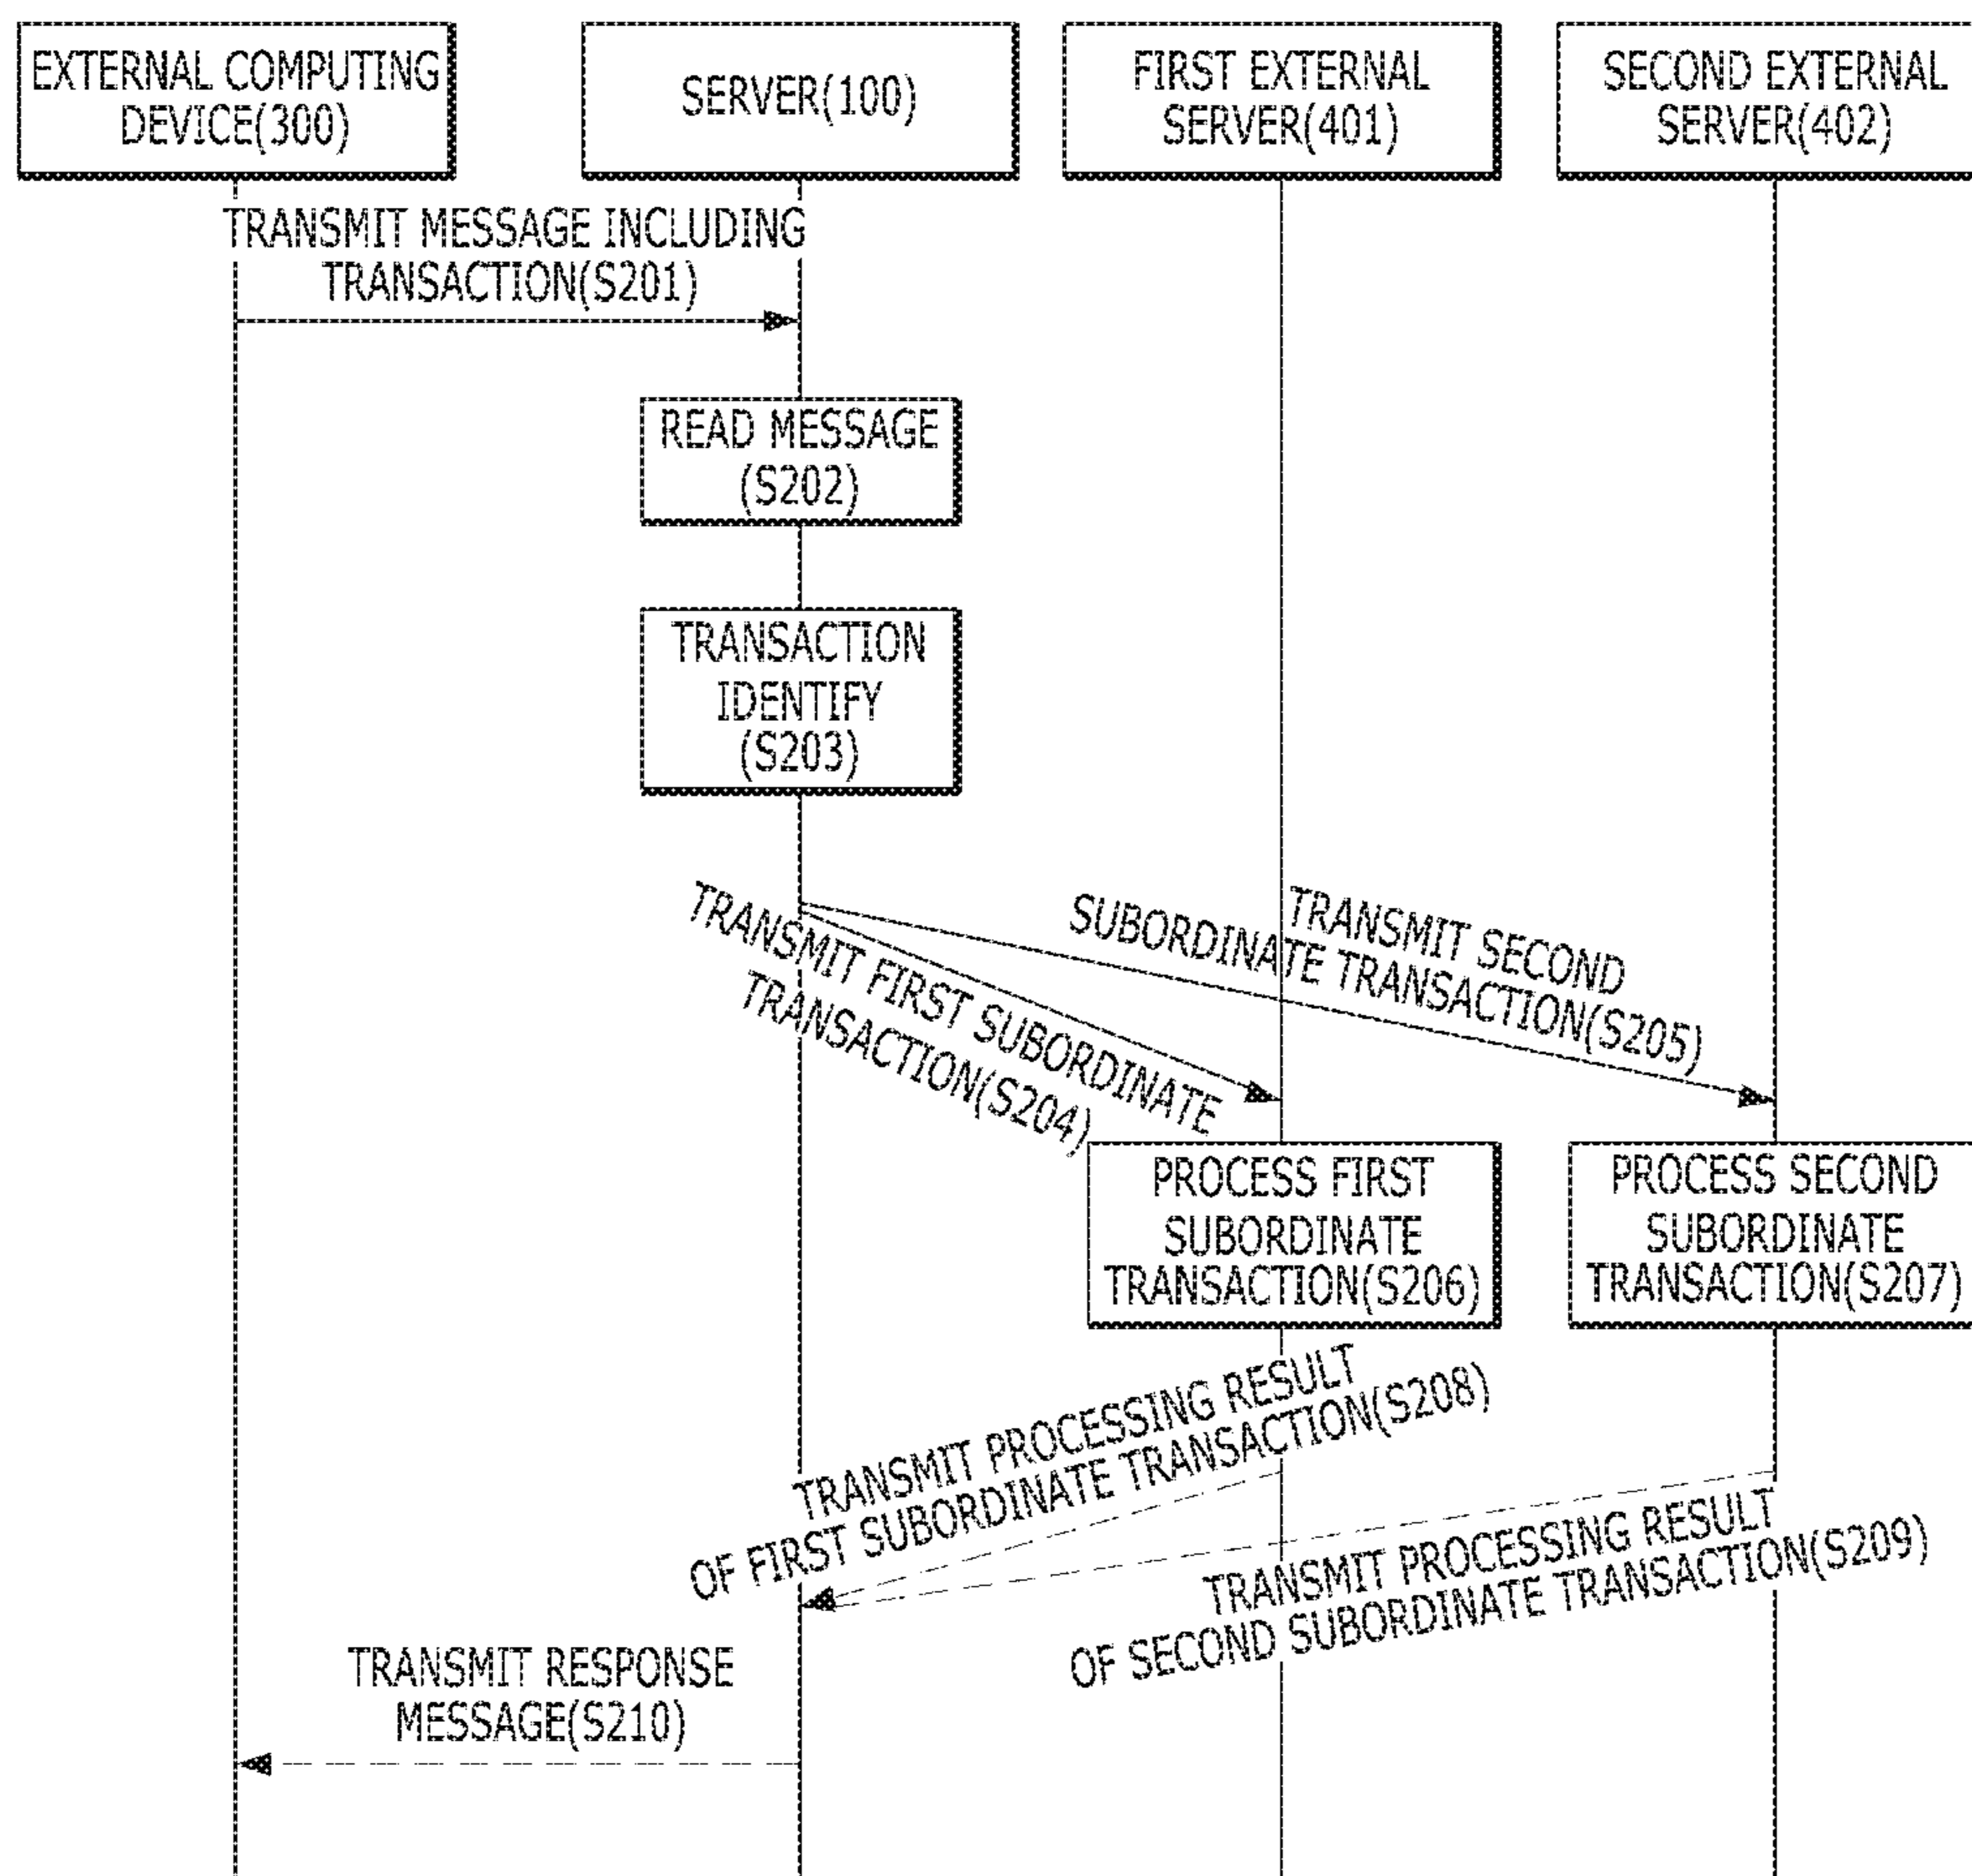 EXTERNAL COMPUTING
DEVICE(300)
SERVER(100)
FIRST EXTERNAL
SERVER(401)
SECOND EXTERNAL
SERVER(402)
TRANSMIT MESSAGE INCLUDING
TRANSACTION(S201)
READ MESSAGE
(S202)
TRANSACTION
IDENTIFY
(S203)
TRANSMIT FIRST SUBORDINATE
TRANSACTION(S204)
TRANSMIT SECOND
SUBORDINATE TRANSACTION(S205)
PROCESS FIRST
SUBORDINATE
TRANSACTION(S206)
PROCESS SECOND
SUBORDINATE
TRANSACTION(S207)
TRANSMIT PROCESSING RESULT
OF FIRST SUBORDINATE TRANSACTION(S208)
TRANSMIT PROCESSING RESULT
OF SECOND SUBORDINATE TRANSACTION(S209)
TRANSMIT RESPONSE
MESSAGE(S210)